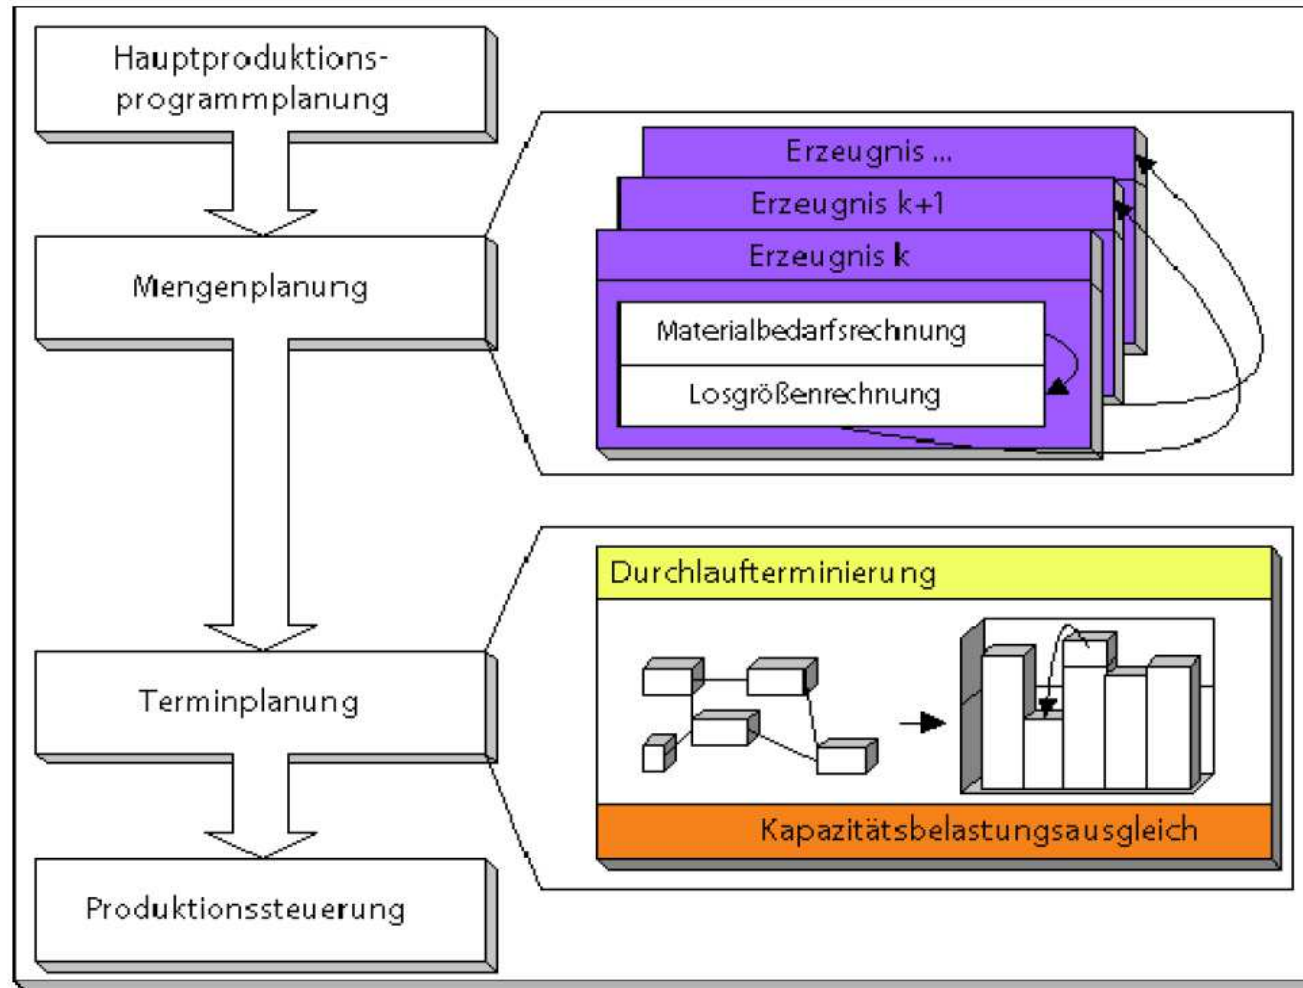 Hauptproduktions-
programmplanung
Mengenplanung
Erzeugnis ...
Erzeugnis k+1
Erzeugnis k
Materialbedarfsrechnung
Losgrößenrechnung
Terminplanung
Durchlaufterminierung
Kapazitätsbelastungsausgleich
Produktionssteuerung